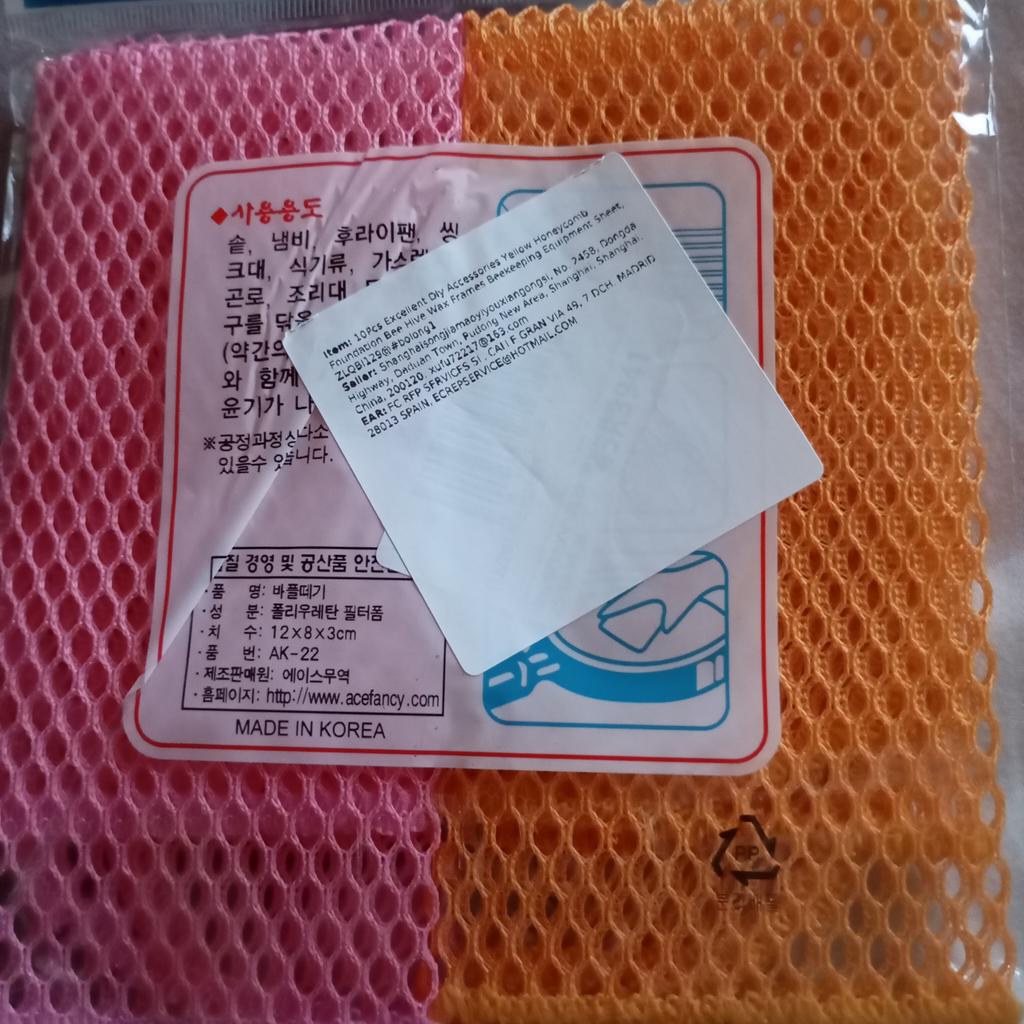 ◆사용용도
솥, 냄비, 후라이팬, 씽
크대, 식기류, 가스레
곤로, 조리대
구를 닦을
(약간의
와 함께
윤기가 나
※공정과정상 다소
있을수 있습니다.
Item: 10Pcs Excellent Diy Accessories Yellow Honeycomb
Foundation Bee Hive Wax Frames Beekeeping Equipment Sheet,
ZLQBI129@#bolong1
Seller: Shanghaisongjiamaoyiyouxiangongsi, No. 2458, Dongda
Highway, Datuan Town, Pudong New Area, Shanghai, Shanghai,
China, 200120, xufu72217@163.com
EAR: EC REP SERVICES SL, CALLE GRAN VIA 49, 7 DCH, MADRID
28013 SPAIN, ECREPSERVICE@HOTMAIL.COM
질 경영 및 공산품 안전
·품 명: 바플떼기
·성 분: 폴리우레탄 필터폼
·치 수: 12×8×3cm
·품 번: AK-22
·제조판매원: 에이스무역
·홈페이지: http://www.acefancy.com
MADE IN KOREA
PP